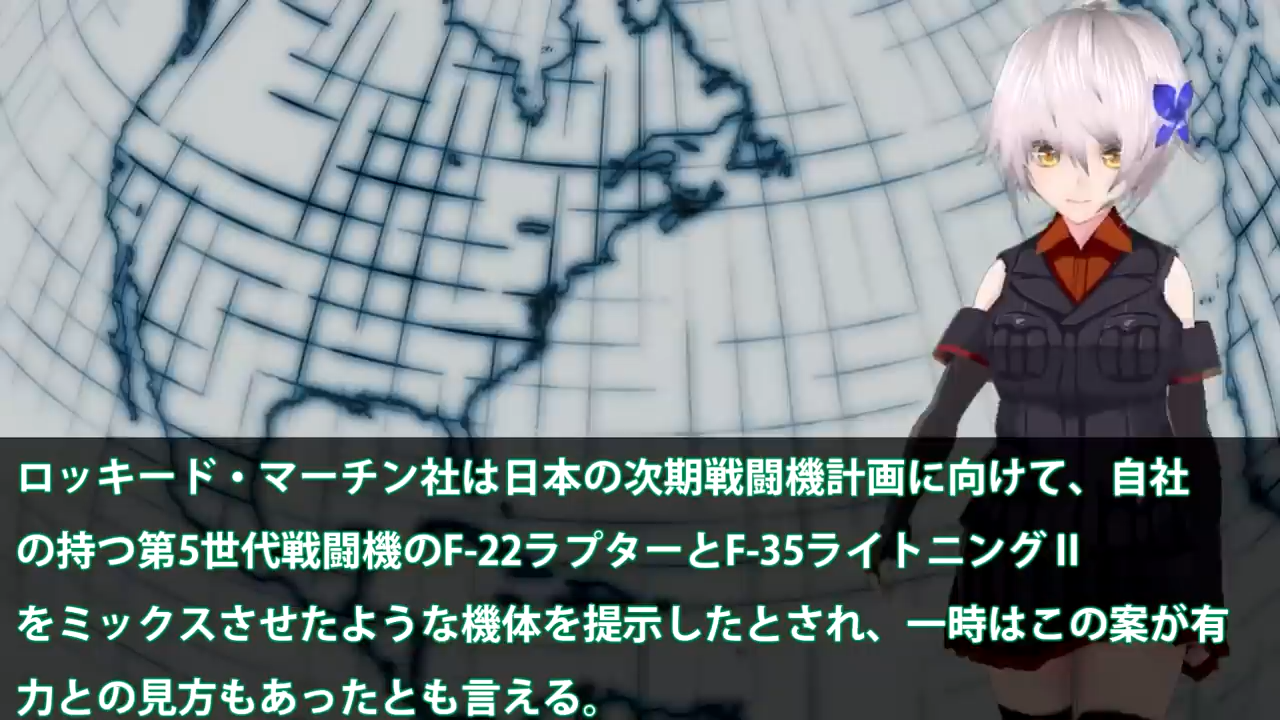 ロッキード・マーチン社は日本の次期戦闘機計画に向けて、自社
の持つ第5世代戦闘機のF-22ラプターとF-35ライトニングⅡ
をミックスさせたような機体を提示したとされ、一時はこの案が有
力との見方もあったとも言える。